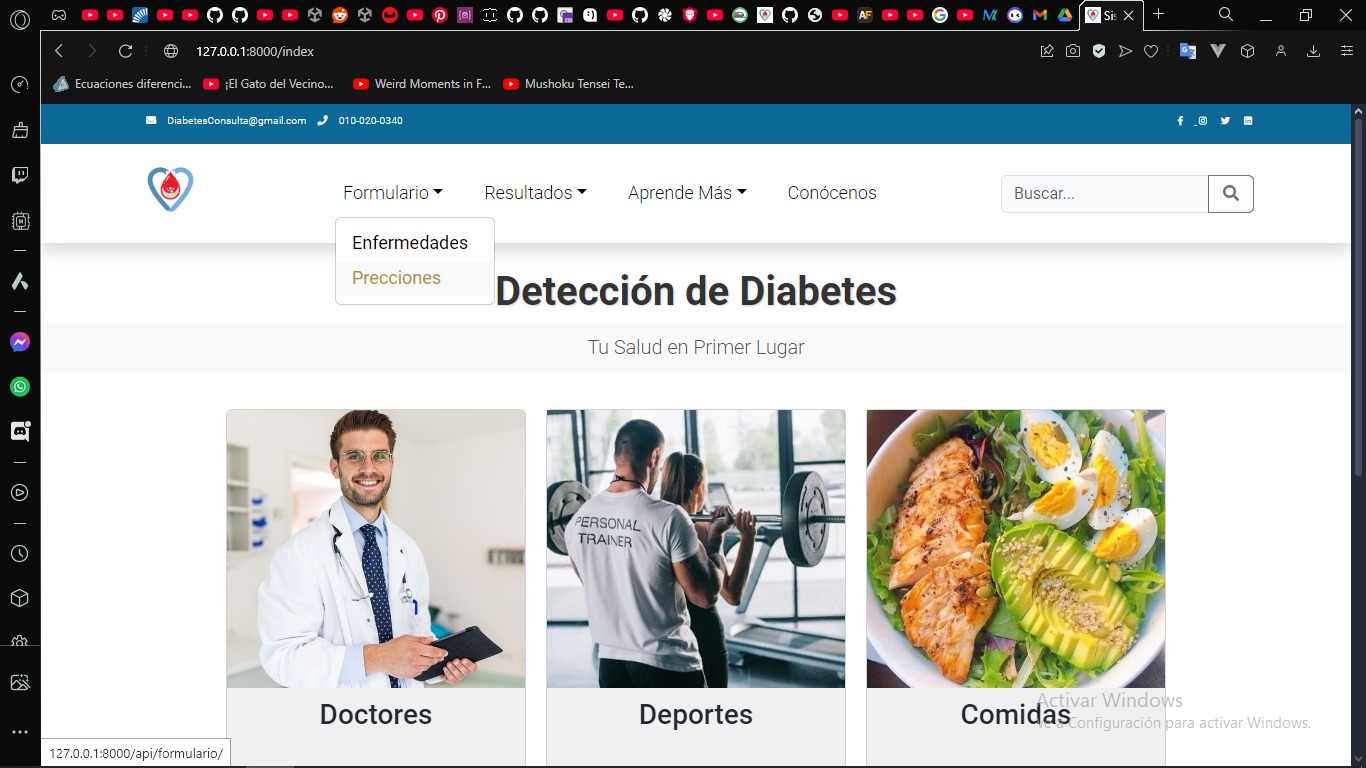 Sis
127.0.0.1:8000/index
Ecuaciones diferenci...
¡El Gato del Vecino...
Weird Moments in F...
Mushoku Tensei Te...
DiabetesConsulta@gmail.com
010-020-0340
Formulario
Resultados
Aprende Más
Conócenos
Buscar...
Enfermedades
Precciones
Detección de Diabetes
Tu Salud en Primer Lugar
PERSONAL
TRAINER
Doctores
Deportes
Comidas
Activar Windows
Ve a Configuración para activar Windows.
127.0.0.1:8000/api/formulario/